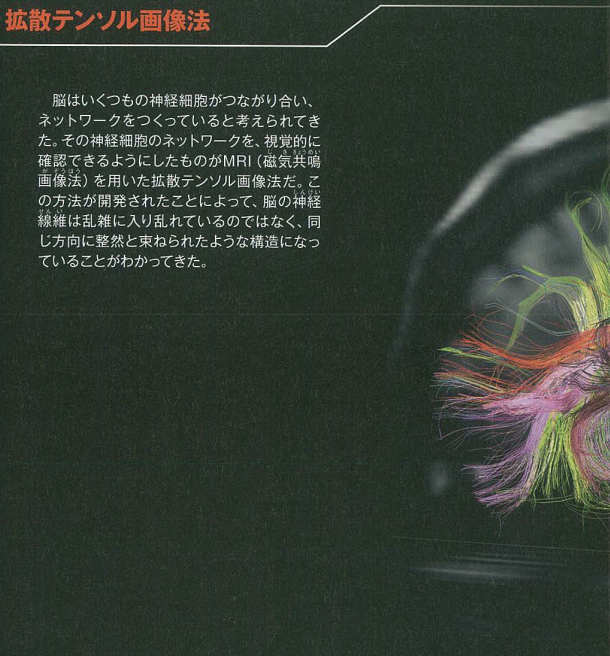 拡散テンソル画像法
脳はいくつもの神経細胞がつながり合い、
ネットワークをつくっていると考えられてき
た。その神経細胞のネットワークを、視覚的に
確認できるようにしたものがMRI(磁気共鳴
画像法)を用いた拡散テンソル画像法だ。こ
の方法が開発されたことによって、脳の神経
線維は乱雑に入り乱れているのではなく、同
じ方向に整然と束ねられたような構造になっ
ていることがわかってきた。